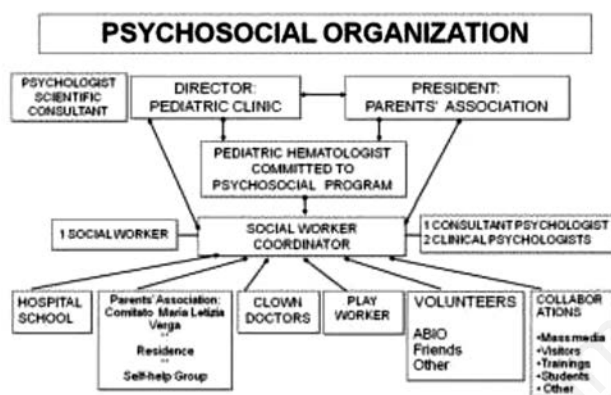 PSYCHOSOCIAL ORGANIZATION
PSYCHOLOGIST
SCIENTIFIC
CONSULTANT
DIRECTOR:
PEDIATRIC CLINIC
PRESIDENT:
PARENTS' ASSOCIATION
PEDIATRIC HEMATOLOGIST
COMMITTED TO
PSYCHOSOCIAL PROGRAM
1 SOCIAL WORKER
SOCIAL WORKER
COORDINATOR
1 CONSULTANT PSYCHOLOGIST
2 CLINICAL PSYCHOLOGISTS
HOSPITAL
SCHOOL
Parents' Association:
Comitato Maria Letizia
Verga
Residence
Self-help Group
CLOWN
DOCTORS
PLAY
WORKER
VOLUNTEERS
ABIO
Friends
Other
COLLABOR
ATIONS
•Mass media
•Visitors
•Trainings
•Students
• Other